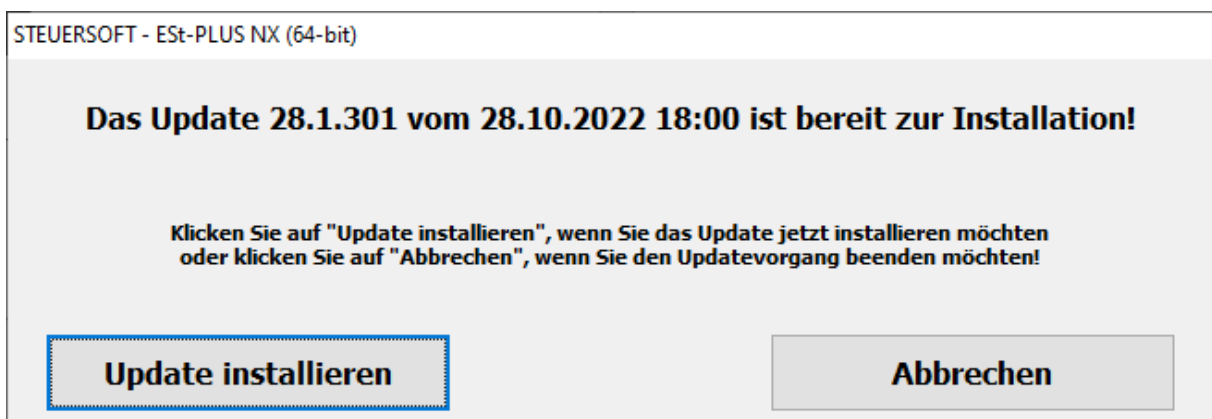 STEUERSOFT - ESt-PLUS NX (64-bit)
Das Update 28.1.301 vom 28.10.2022 18:00 ist bereit zur Installation!
Klicken Sie auf "Update installieren", wenn Sie das Update jetzt installieren möchten
oder klicken Sie auf "Abbrechen", wenn Sie den Updatevorgang beenden möchten!
Update installieren
Abbrechen